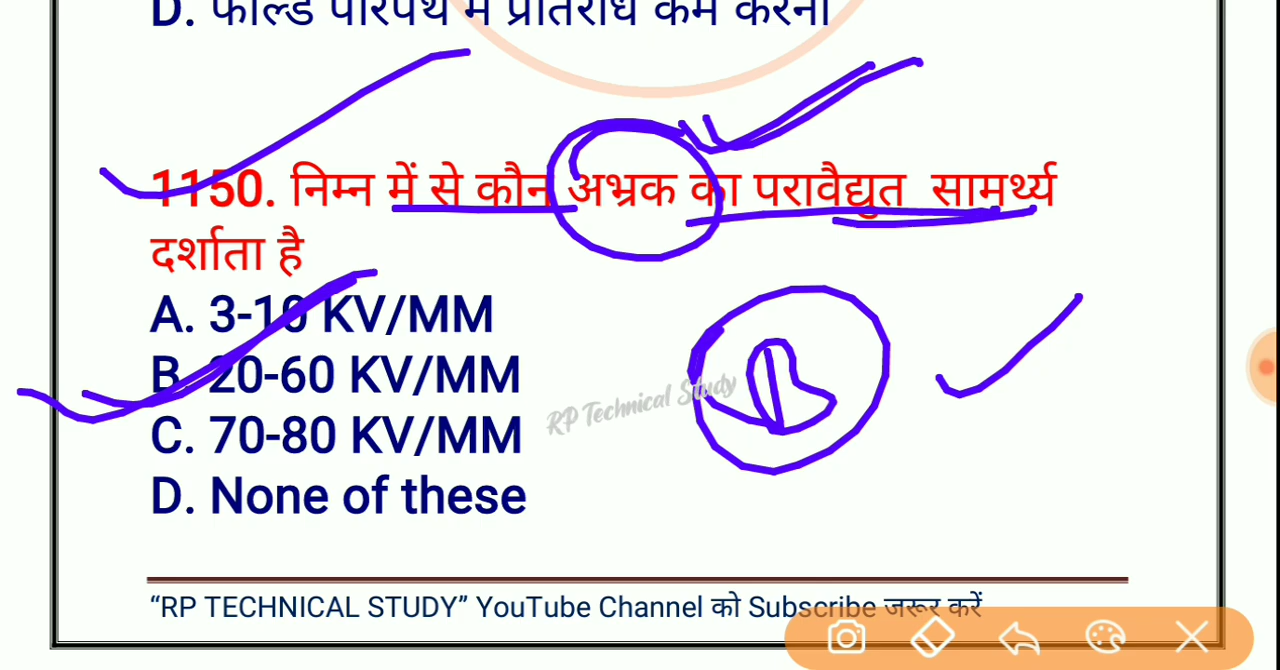 D. फील्ड परिपथ में प्रतिरोध कम करना
1150. निम्न में से कौन अभ्रक का परावैद्युत सामर्थ्य
दर्शाता है
A. 3-10 KV/MM
B. 20-60 KV/MM
C. 70-80 KV/MM
D. None of these
B
RP Technical Study
“RP TECHNICAL STUDY” YouTube Channel को Subscribe जरूर करें